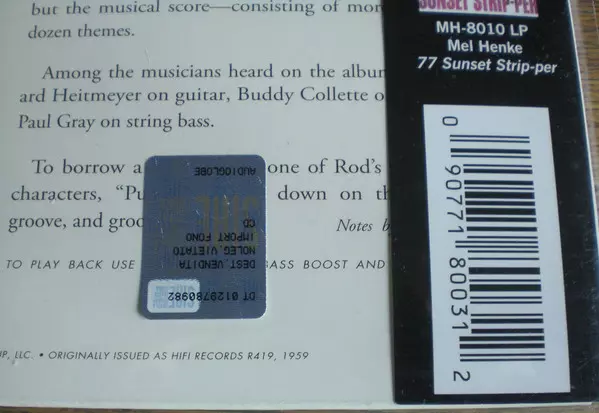 but the musical score—consisting of mor
dozen themes.
Among the musicians heard on the albu
ard Heitmeyer on guitar, Buddy Collette o
Paul Gray on string bass.
To borrow a
one of Rod's
characters, “Pu
down on th
groove, and groo
Notes b
TO PLAY BACK USE
BASS BOOST AND
UP, LLC. • ORIGINALLY ISSUED AS HIFI RECORDS R419, 1959
DT 0129780982
DEST. VENDITA
NOLEG. VIETATO
IMPORT FONO
CD
AUDIOGLOBE
SUNSET STRIP-PER
MH-8010 LP
Mel Henke
77 Sunset Strip-per
0 90771 80031 2